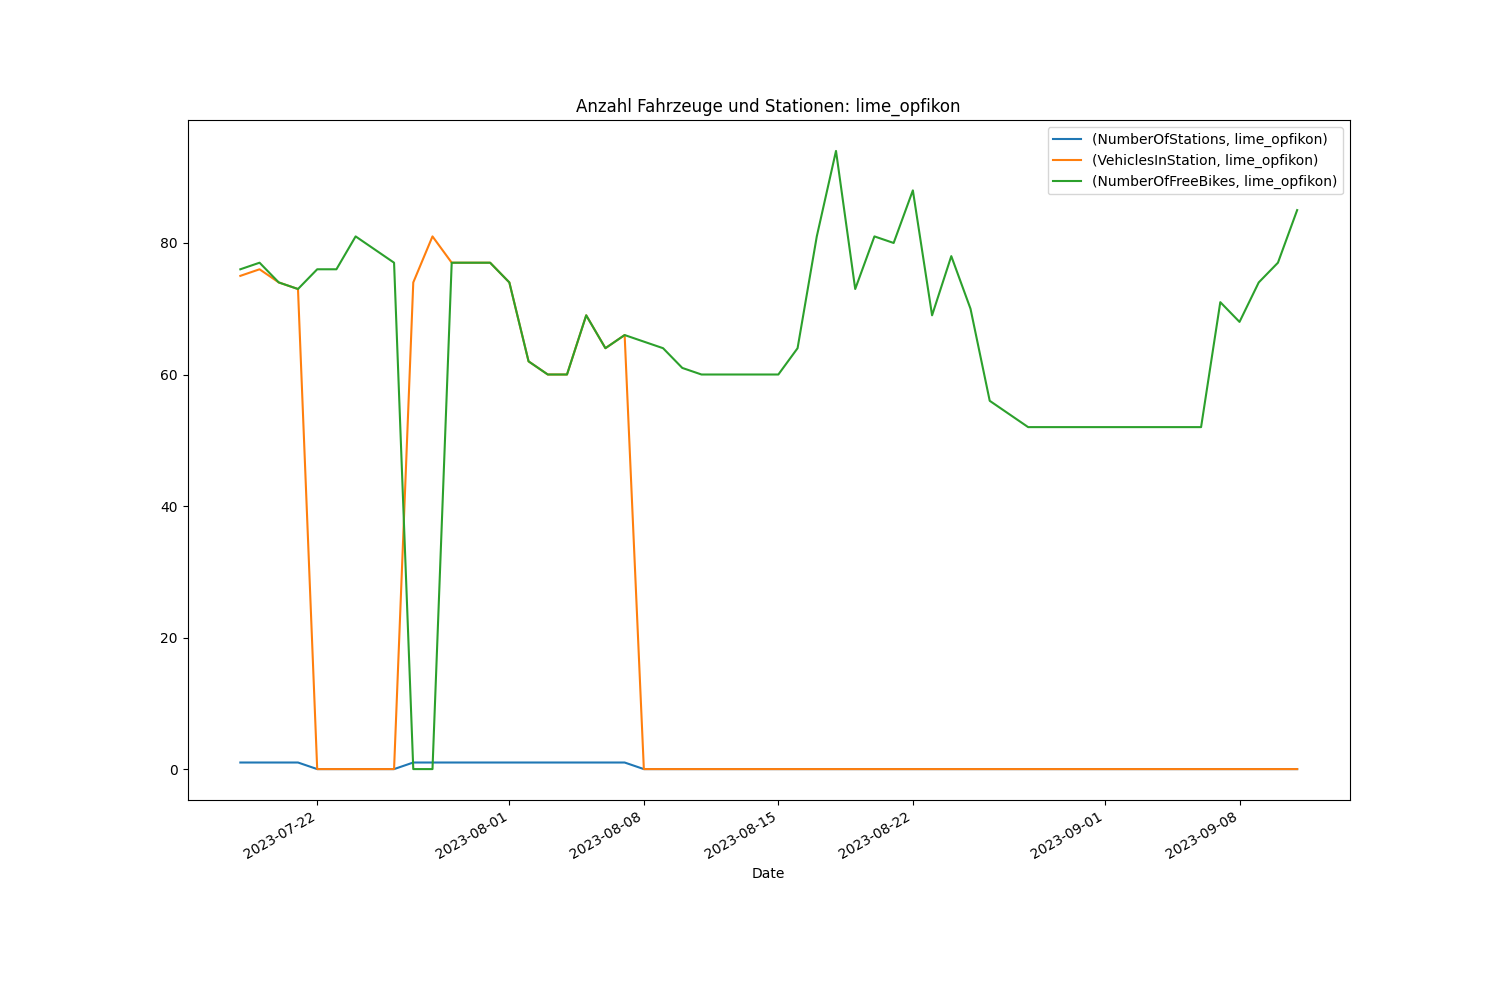 Anzahl Fahrzeuge und Stationen: lime_opfikon
(NumberOfStations, lime_opfikon)
(VehiclesInStation, lime_opfikon)
(NumberOfFreeBikes, lime_opfikon)
80
60
40
20
0
2023-07-22
2023-08-01
2023-08-08
2023-08-15
2023-08-22
2023-09-01
2023-09-08
Date